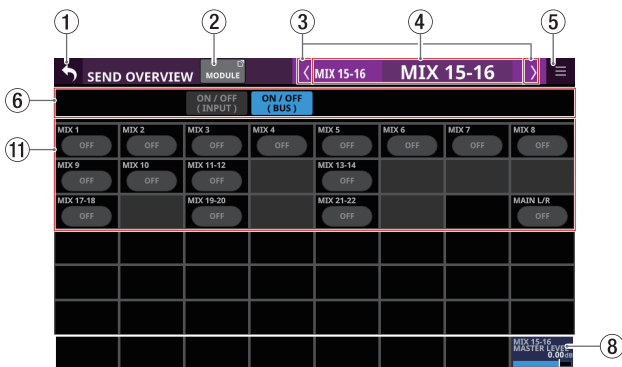 1 2 3 4 5
SEND OVERVIEW MODULE MIX 15-16 MIX 15-16
6
ON / OFF (INPUT)
ON / OFF (BUS)
11
MIX 1 MIX 2 MIX 3 MIX 4 MIX 5 MIX 6 MIX 7 MIX 8
OFF OFF OFF OFF OFF OFF OFF OFF
MIX 9 MIX 10 MIX 11-12 MIX 13-14
OFF OFF OFF OFF
MIX 17-18 MIX 19-20 MIX 21-22 MAIN L/R
OFF OFF OFF OFF
MIX 15-16
MASTER LEVEL
0.00dB
8